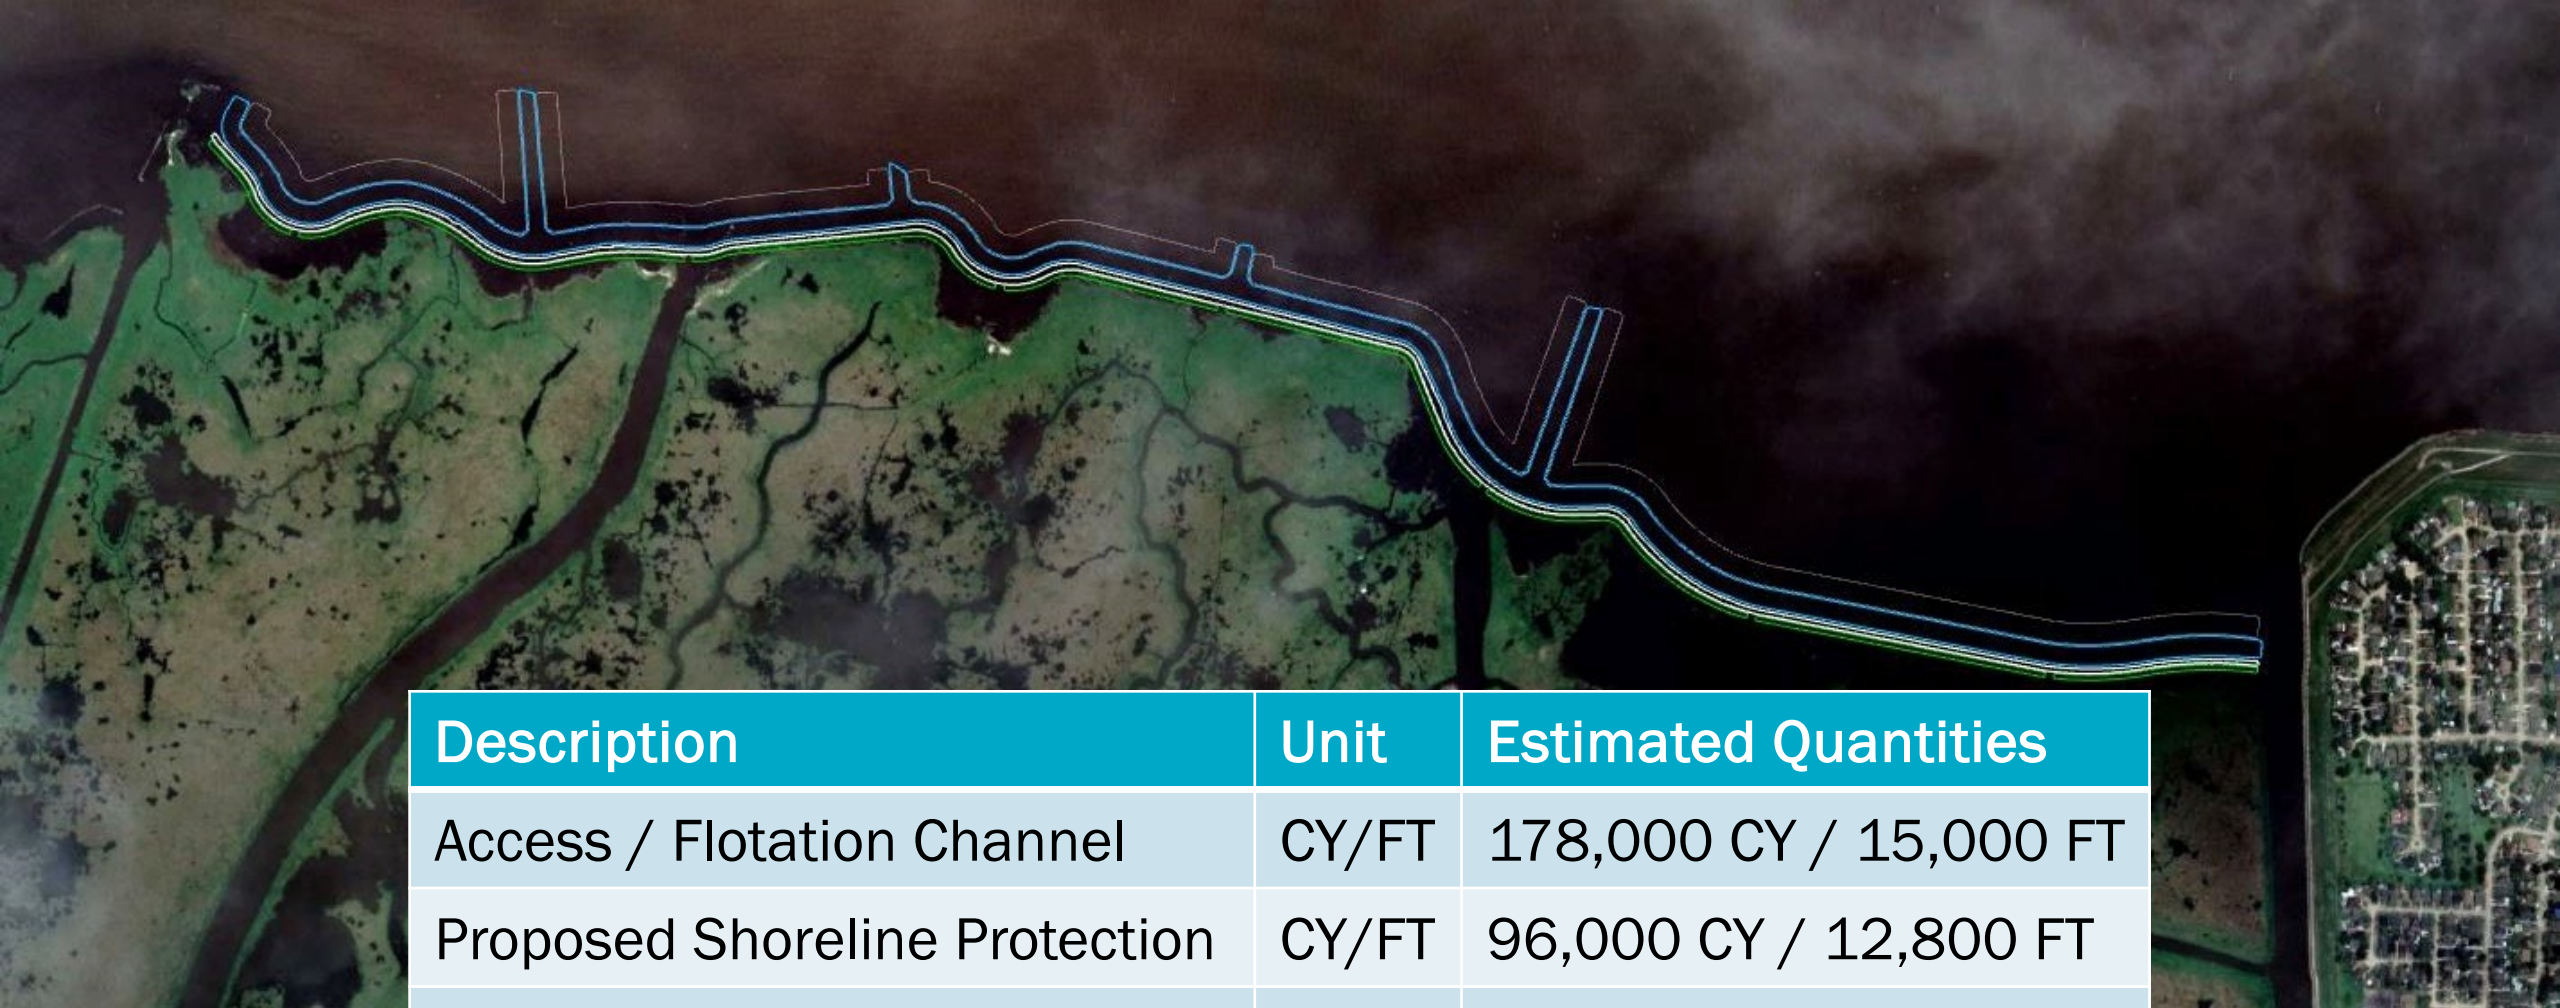 Description Unit Estimated Quantities
Access / Flotation Channel CY/FT 178,000 CY / 15,000 FT
Proposed Shoreline Protection CY/FT 96,000 CY / 12,800 FT